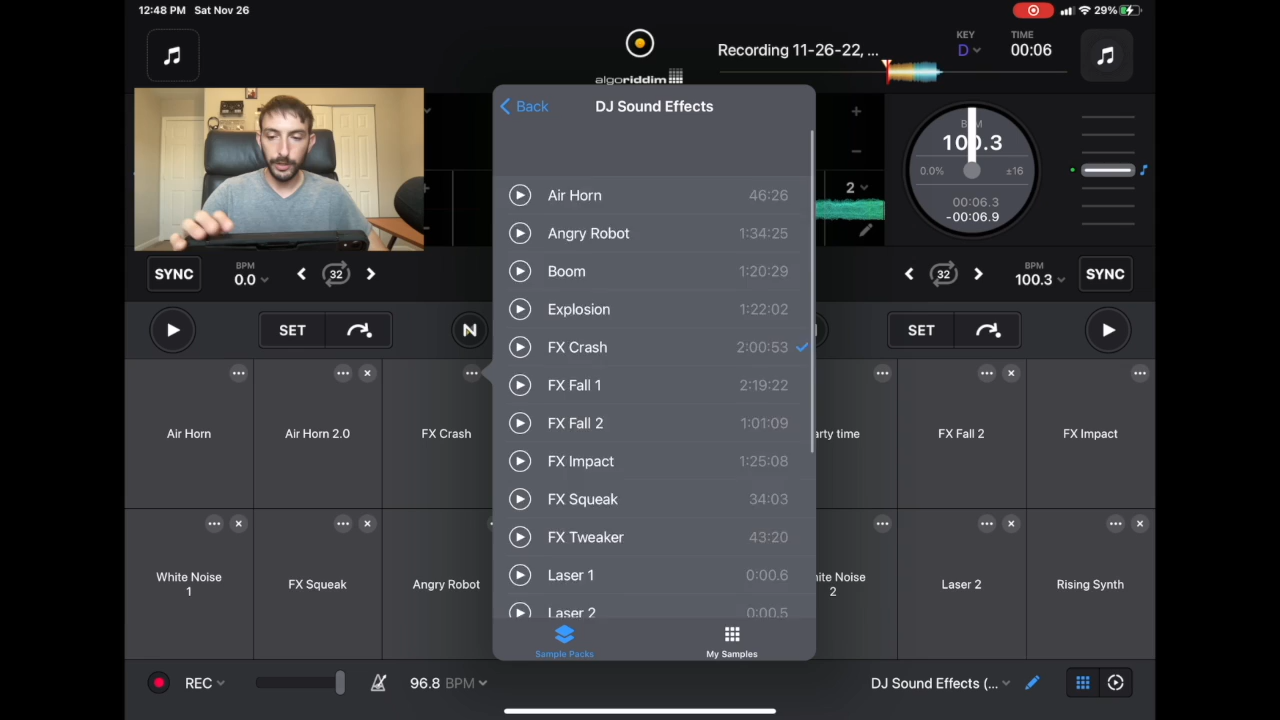 12:48 PM Sat Nov 26
29%
algoriddim
Recording 11-26-22, ...
KEY
D
TIME
00:06
Back
DJ Sound Effects
Air Horn 46:26
Angry Robot 1:34:25
Boom 1:20:29
Explosion 1:22:02
FX Crash 2:00:53
FX Fall 1 2:19:22
FX Fall 2 1:01:09
FX Impact 1:25:08
FX Squeak 34:03
FX Tweaker 43:20
Laser 1 0:00.6
Laser 2 0:00.5
Sample Packs
My Samples
2
100.3
0.0%
±16
00:06.3
-00:06.9
SYNC
BPM
0.0
32
32
BPM
100.3
SYNC
SET
N
SET
Air Horn
Air Horn 2.0
FX Crash
arty time
FX Fall 2
FX Impact
White Noise
1
FX Squeak
Angry Robot
ite Noise
2
Laser 2
Rising Synth
REC
96.8 BPM
DJ Sound Effects (...